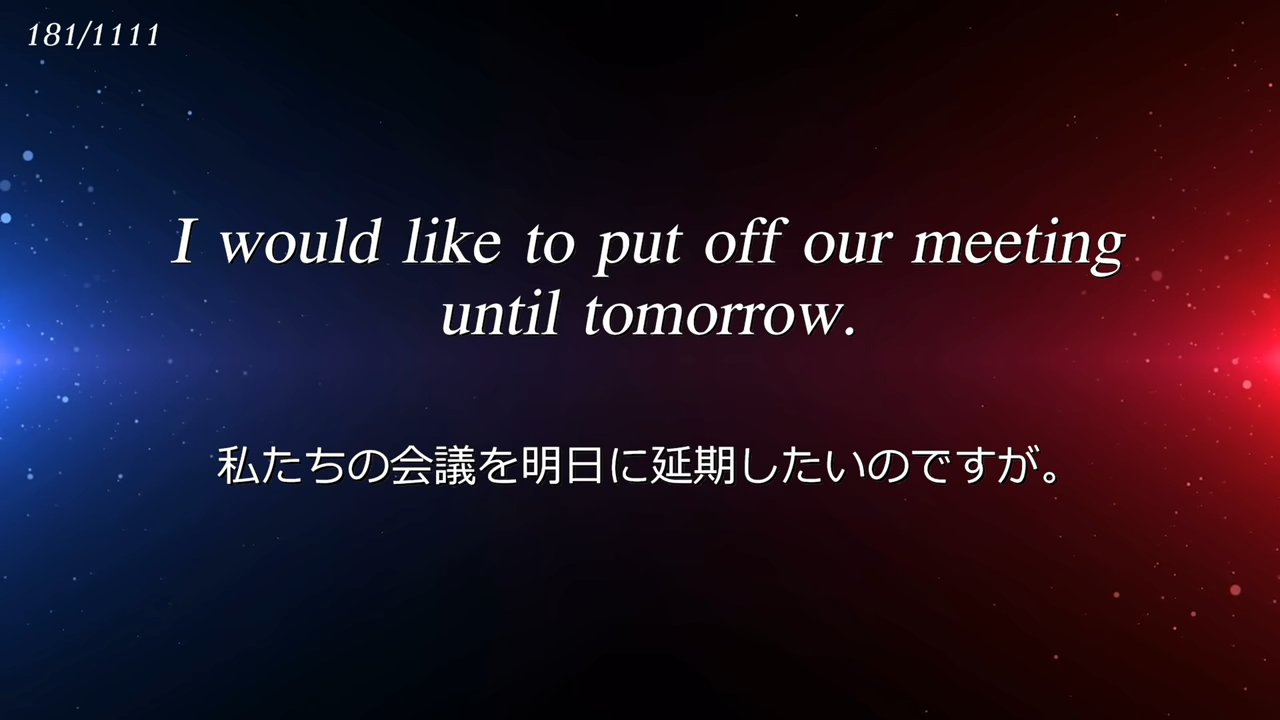 181/1111
I would like to put off our meeting
until tomorrow.
私たちの会議を明日に延期したいのですが。